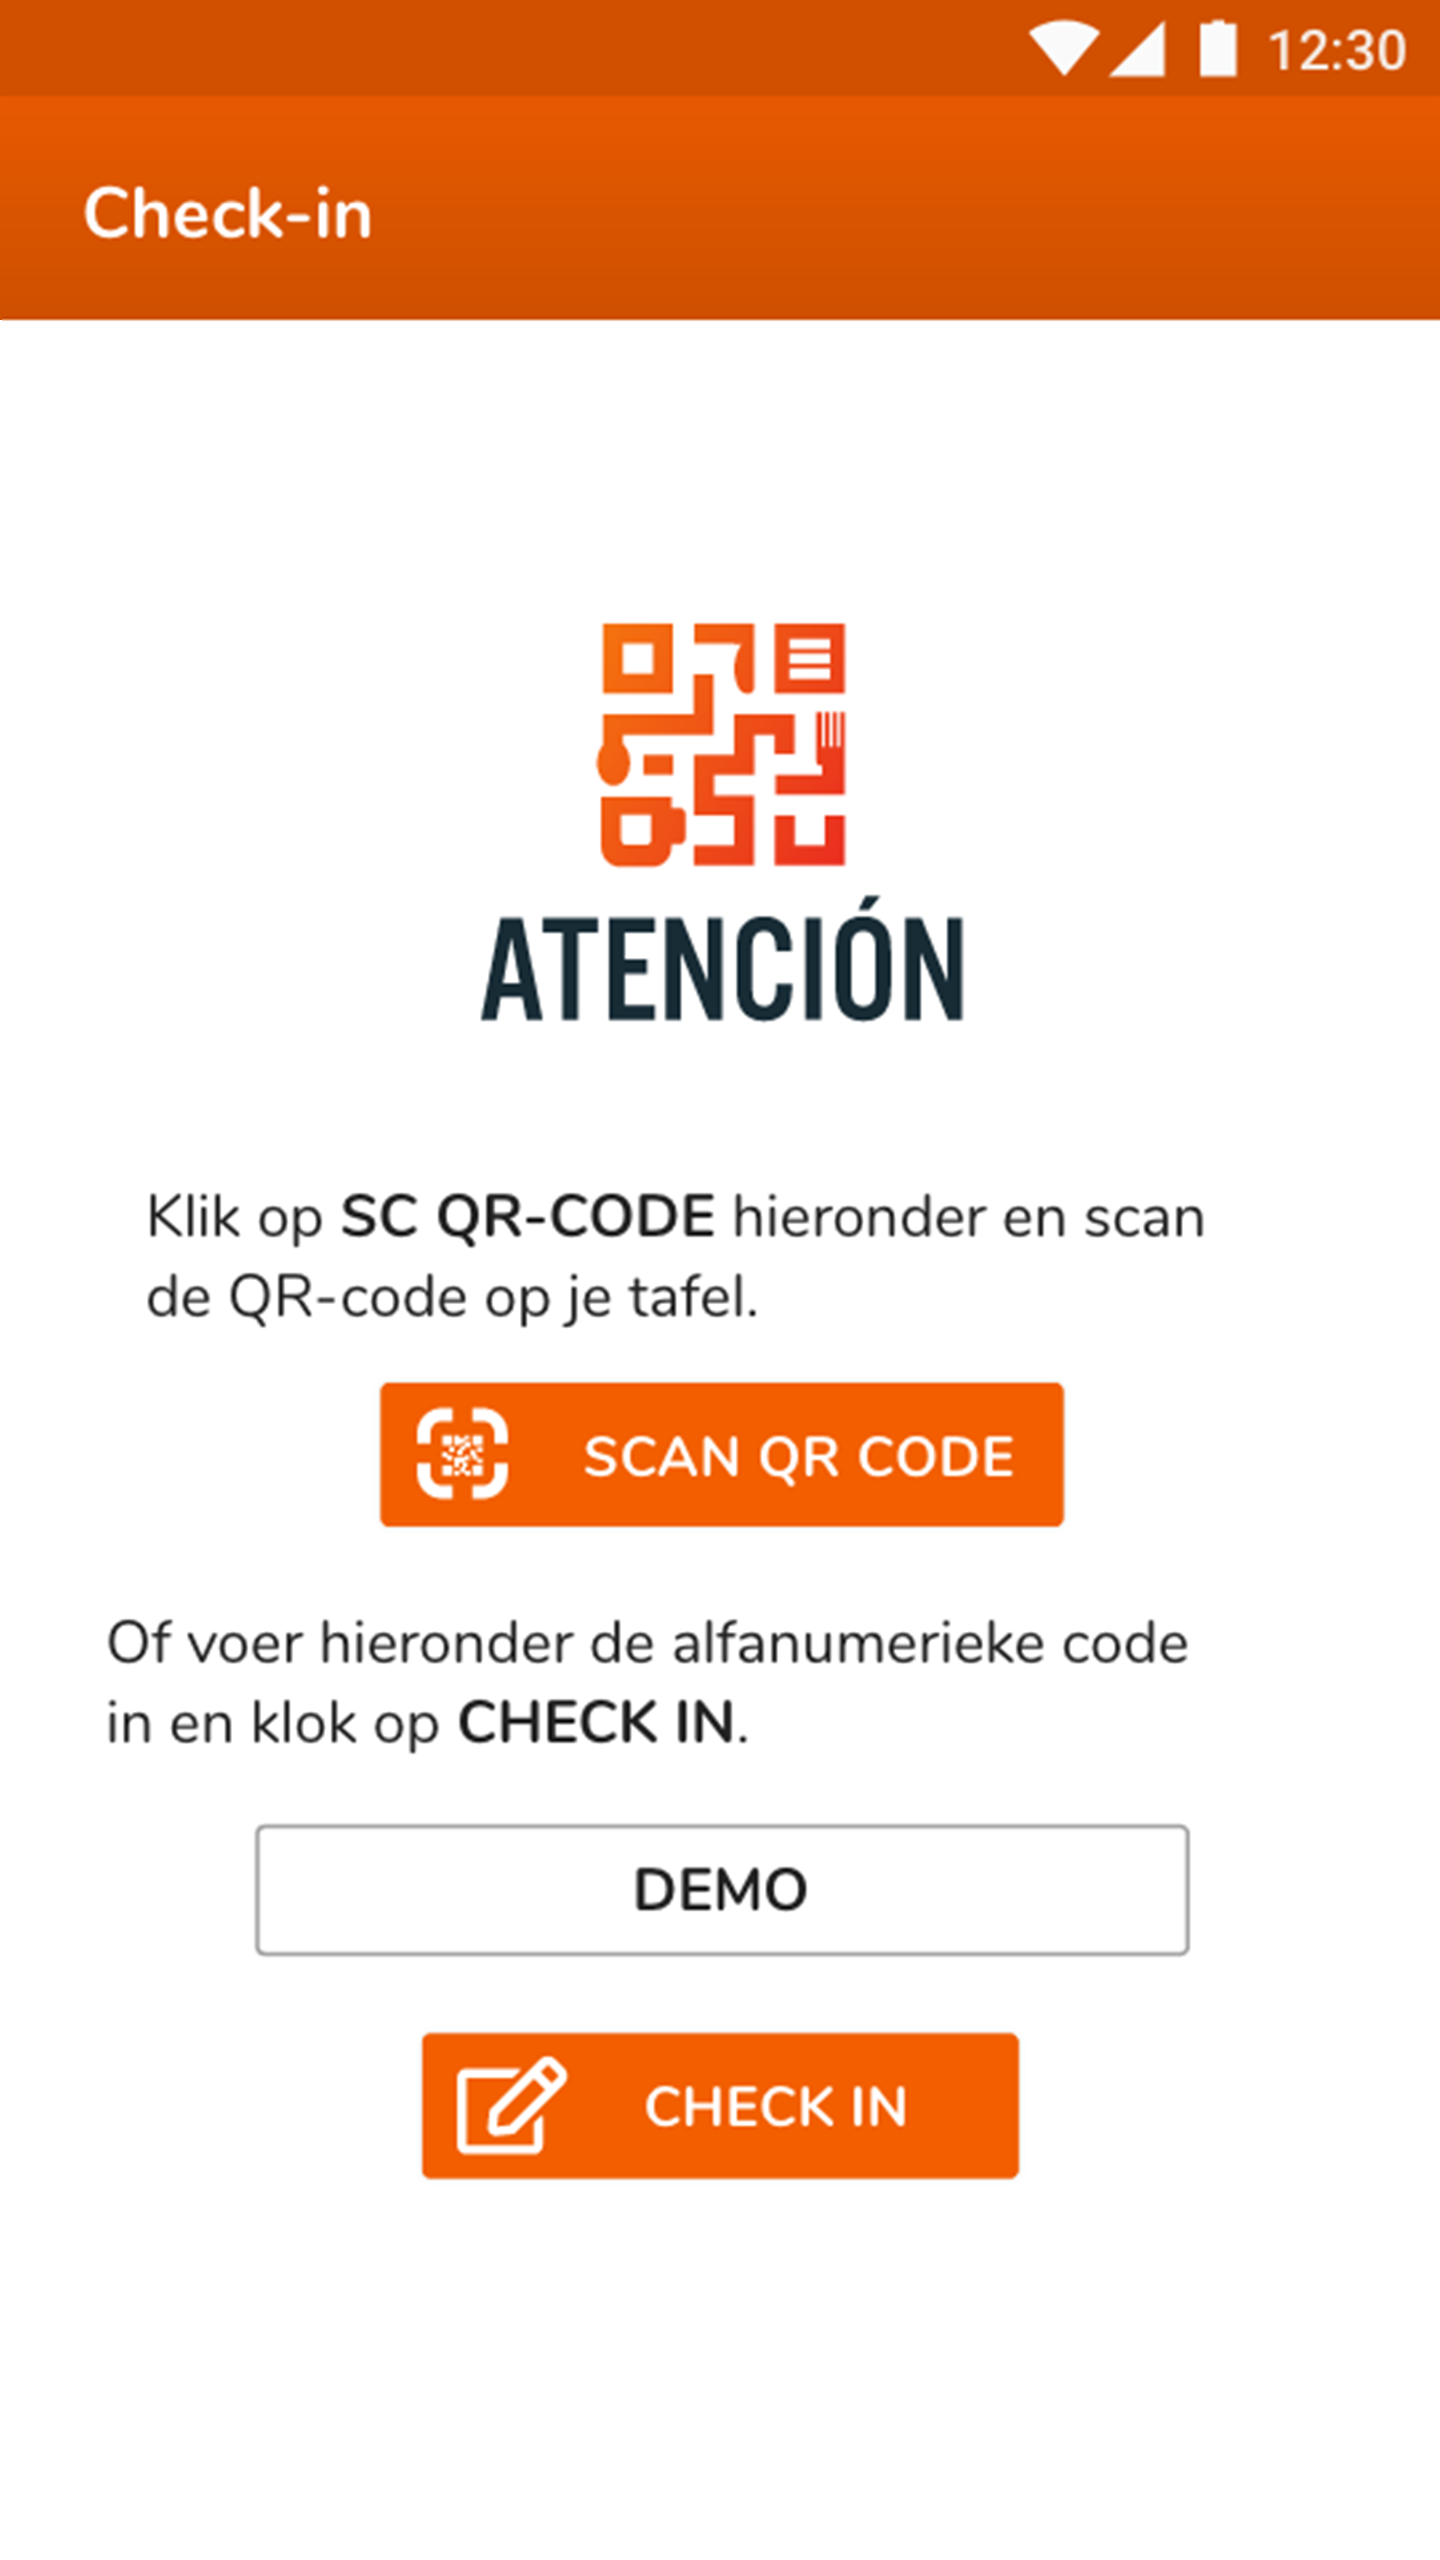 12:30
Check-in
ATENCIÓN
Klik op SC QR-CODE hieronder en scan
de QR-code op je tafel.
SCAN QR CODE
Of voer hieronder de alfanumerieke code
in en klok op CHECK IN.
DEMO
CHECK IN